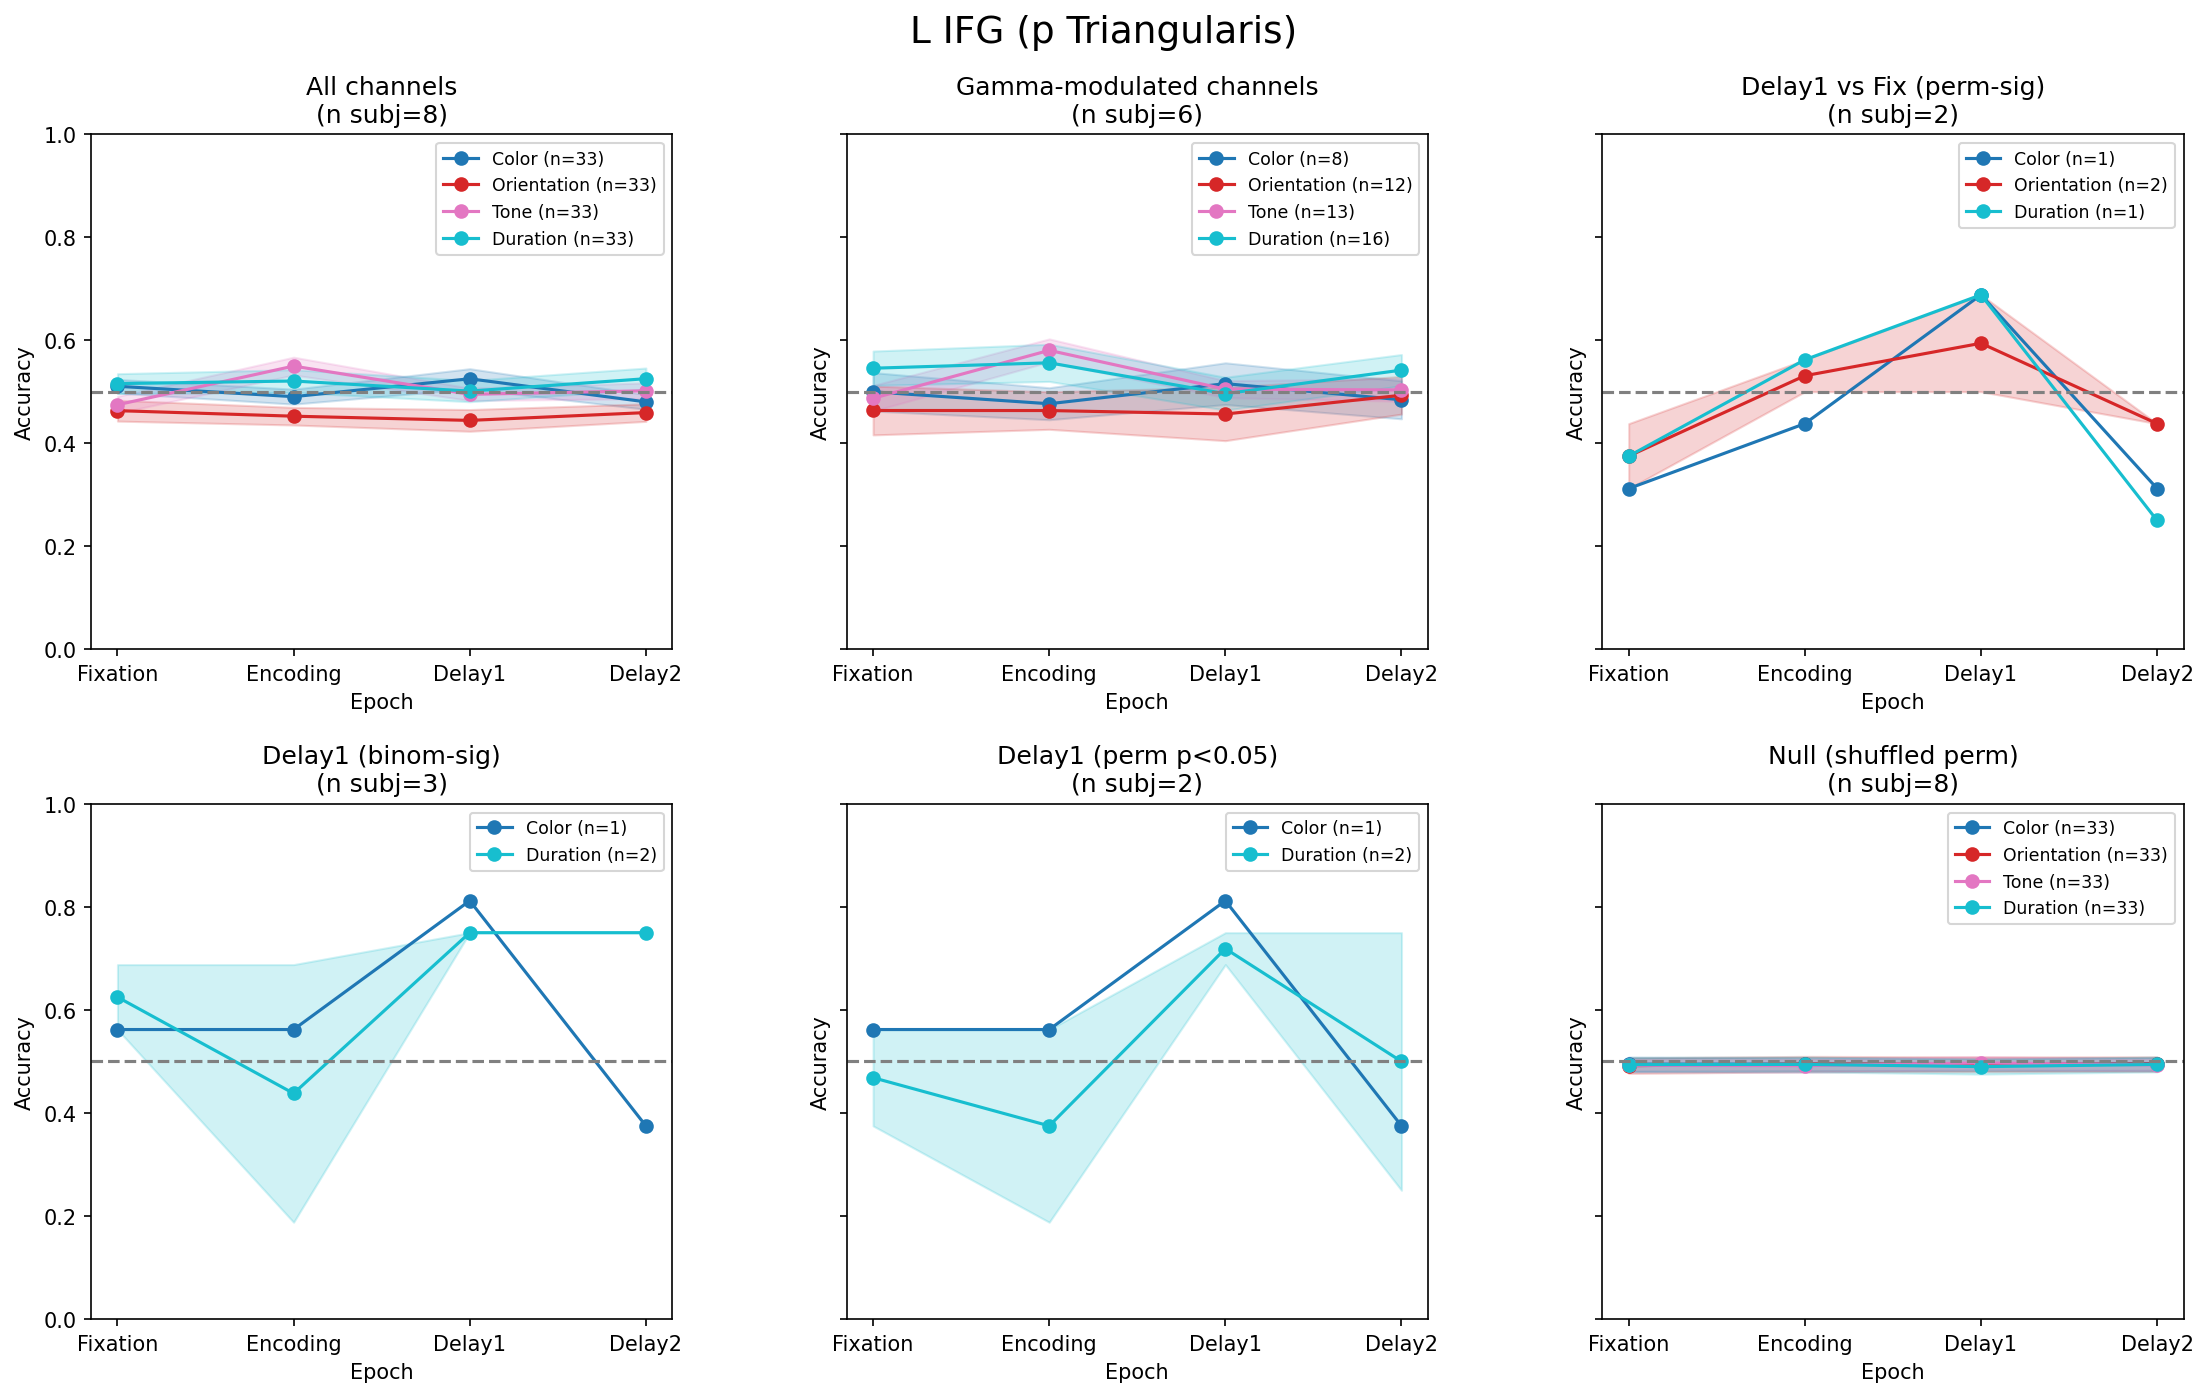 L IFG (p Triangularis)
All channels
(n subj=8)
1.0
0.8
0.6
0.4
0.2
0.0
Accuracy
Color (n=33)
Orientation (n=33)
Tone (n=33)
Duration (n=33)
Fixation Encoding Delay1 Delay2
Epoch
Gamma-modulated channels
(n subj=6)
Accuracy
Color (n=8)
Orientation (n=12)
Tone (n=13)
Duration (n=16)
Fixation Encoding Delay1 Delay2
Epoch
Delay1 vs Fix (perm-sig)
(n subj=2)
Accuracy
Color (n=1)
Orientation (n=2)
Duration (n=1)
Fixation Encoding Delay1 Delay2
Epoch
Delay1 (binom-sig)
(n subj=3)
1.0
0.8
0.6
0.4
0.2
0.0
Accuracy
Color (n=1)
Duration (n=2)
Fixation Encoding Delay1 Delay2
Epoch
Delay1 (perm p<0.05)
(n subj=2)
Accuracy
Color (n=1)
Duration (n=2)
Fixation Encoding Delay1 Delay2
Epoch
Null (shuffled perm)
(n subj=8)
Accuracy
Color (n=33)
Orientation (n=33)
Tone (n=33)
Duration (n=33)
Fixation Encoding Delay1 Delay2
Epoch